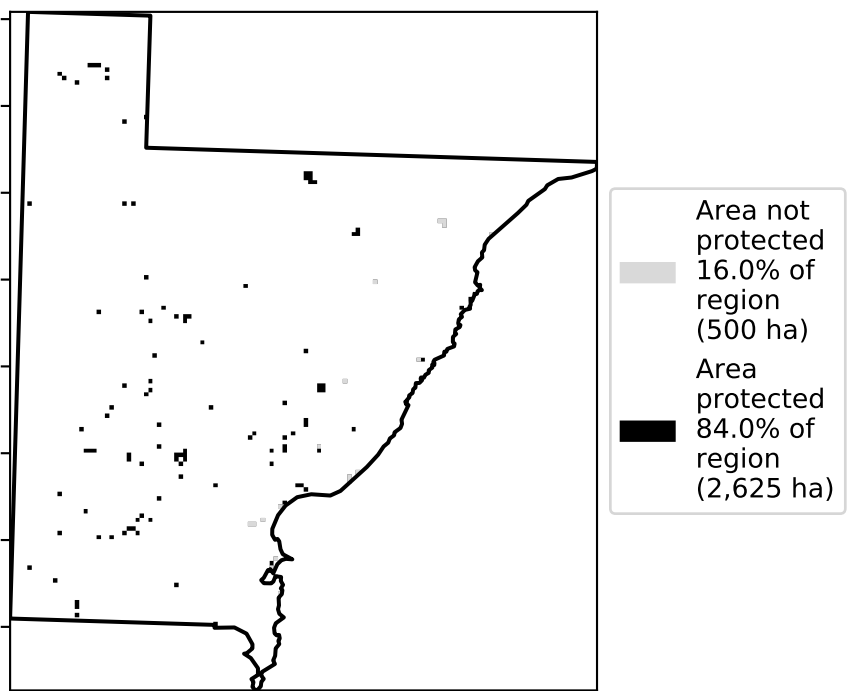 Area not
protected
16.0% of
region
(500 ha)
Area
protected
84.0% of
region
(2,625 ha)